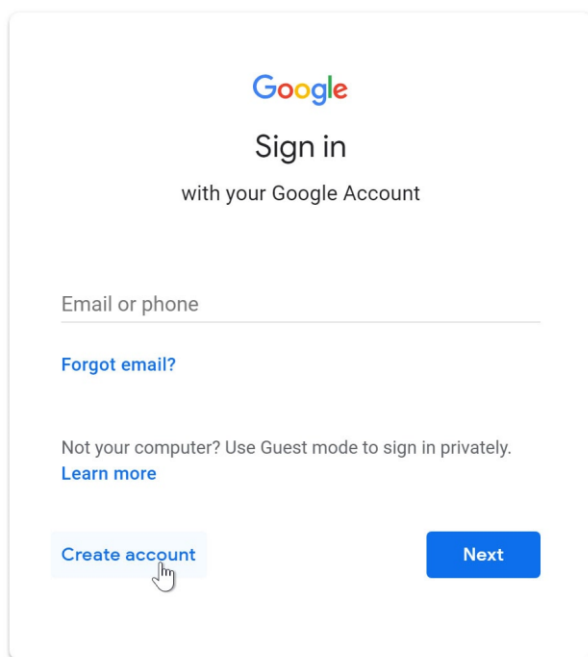 Google
Sign in
with your Google Account
Email or phone
Forgot email?
Not your computer? Use Guest mode to sign in privately.
Learn more
Create account
Next